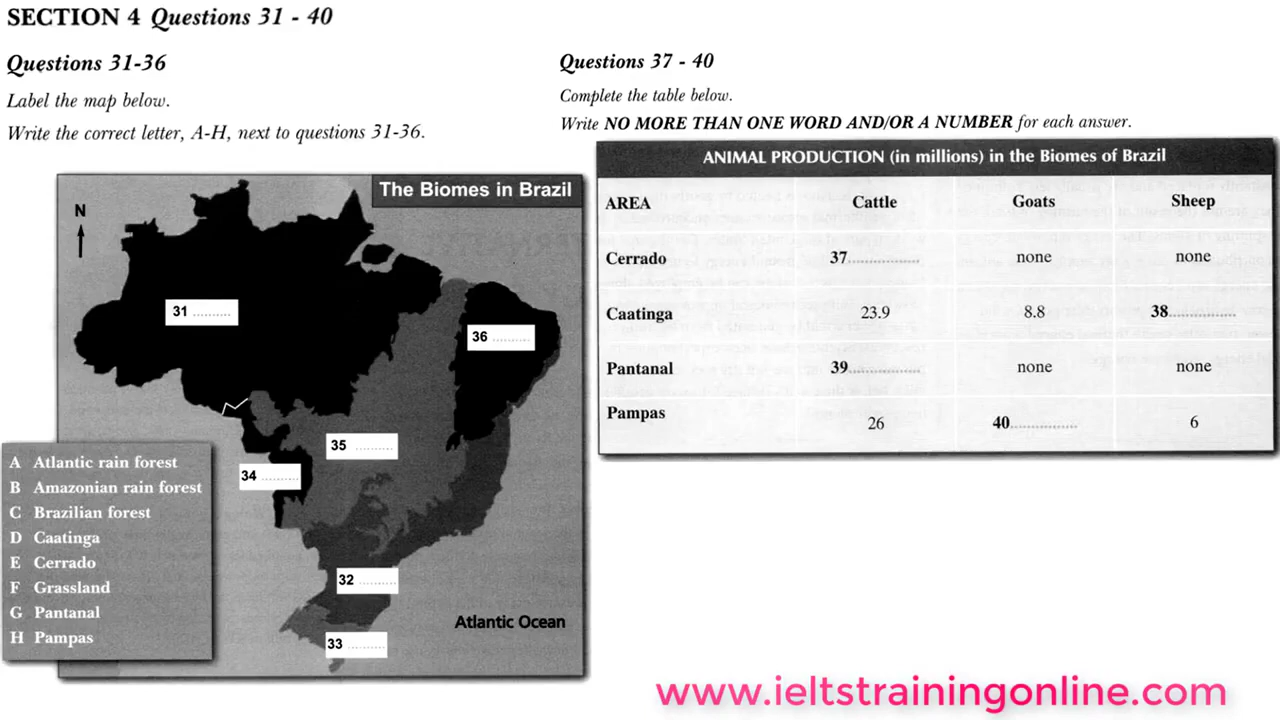 SECTION 4 Questions 31 - 40
Questions 31-36
Label the map below.
Write the correct letter, A-H, next to questions 31-36.
The Biomes in Brazil
N
31 ..........
36 ..........
35 ..........
34 ..........
32 ..........
33 ..........
Atlantic Ocean
A Atlantic rain forest
B Amazonian rain forest
C Brazilian forest
D Caatinga
E Cerrado
F Grassland
G Pantanal
H Pampas
Questions 37 - 40
Complete the table below.
Write NO MORE THAN ONE WORD AND/OR A NUMBER for each answer.
ANIMAL PRODUCTION (in millions) in the Biomes of Brazil
AREA Cattle Goats Sheep
Cerrado 37.................. none none
Caatinga 23.9 8.8 38..................
Pantanal 39.................. none none
Pampas 26 40.................. 6
www.ieltstrainingonline.com